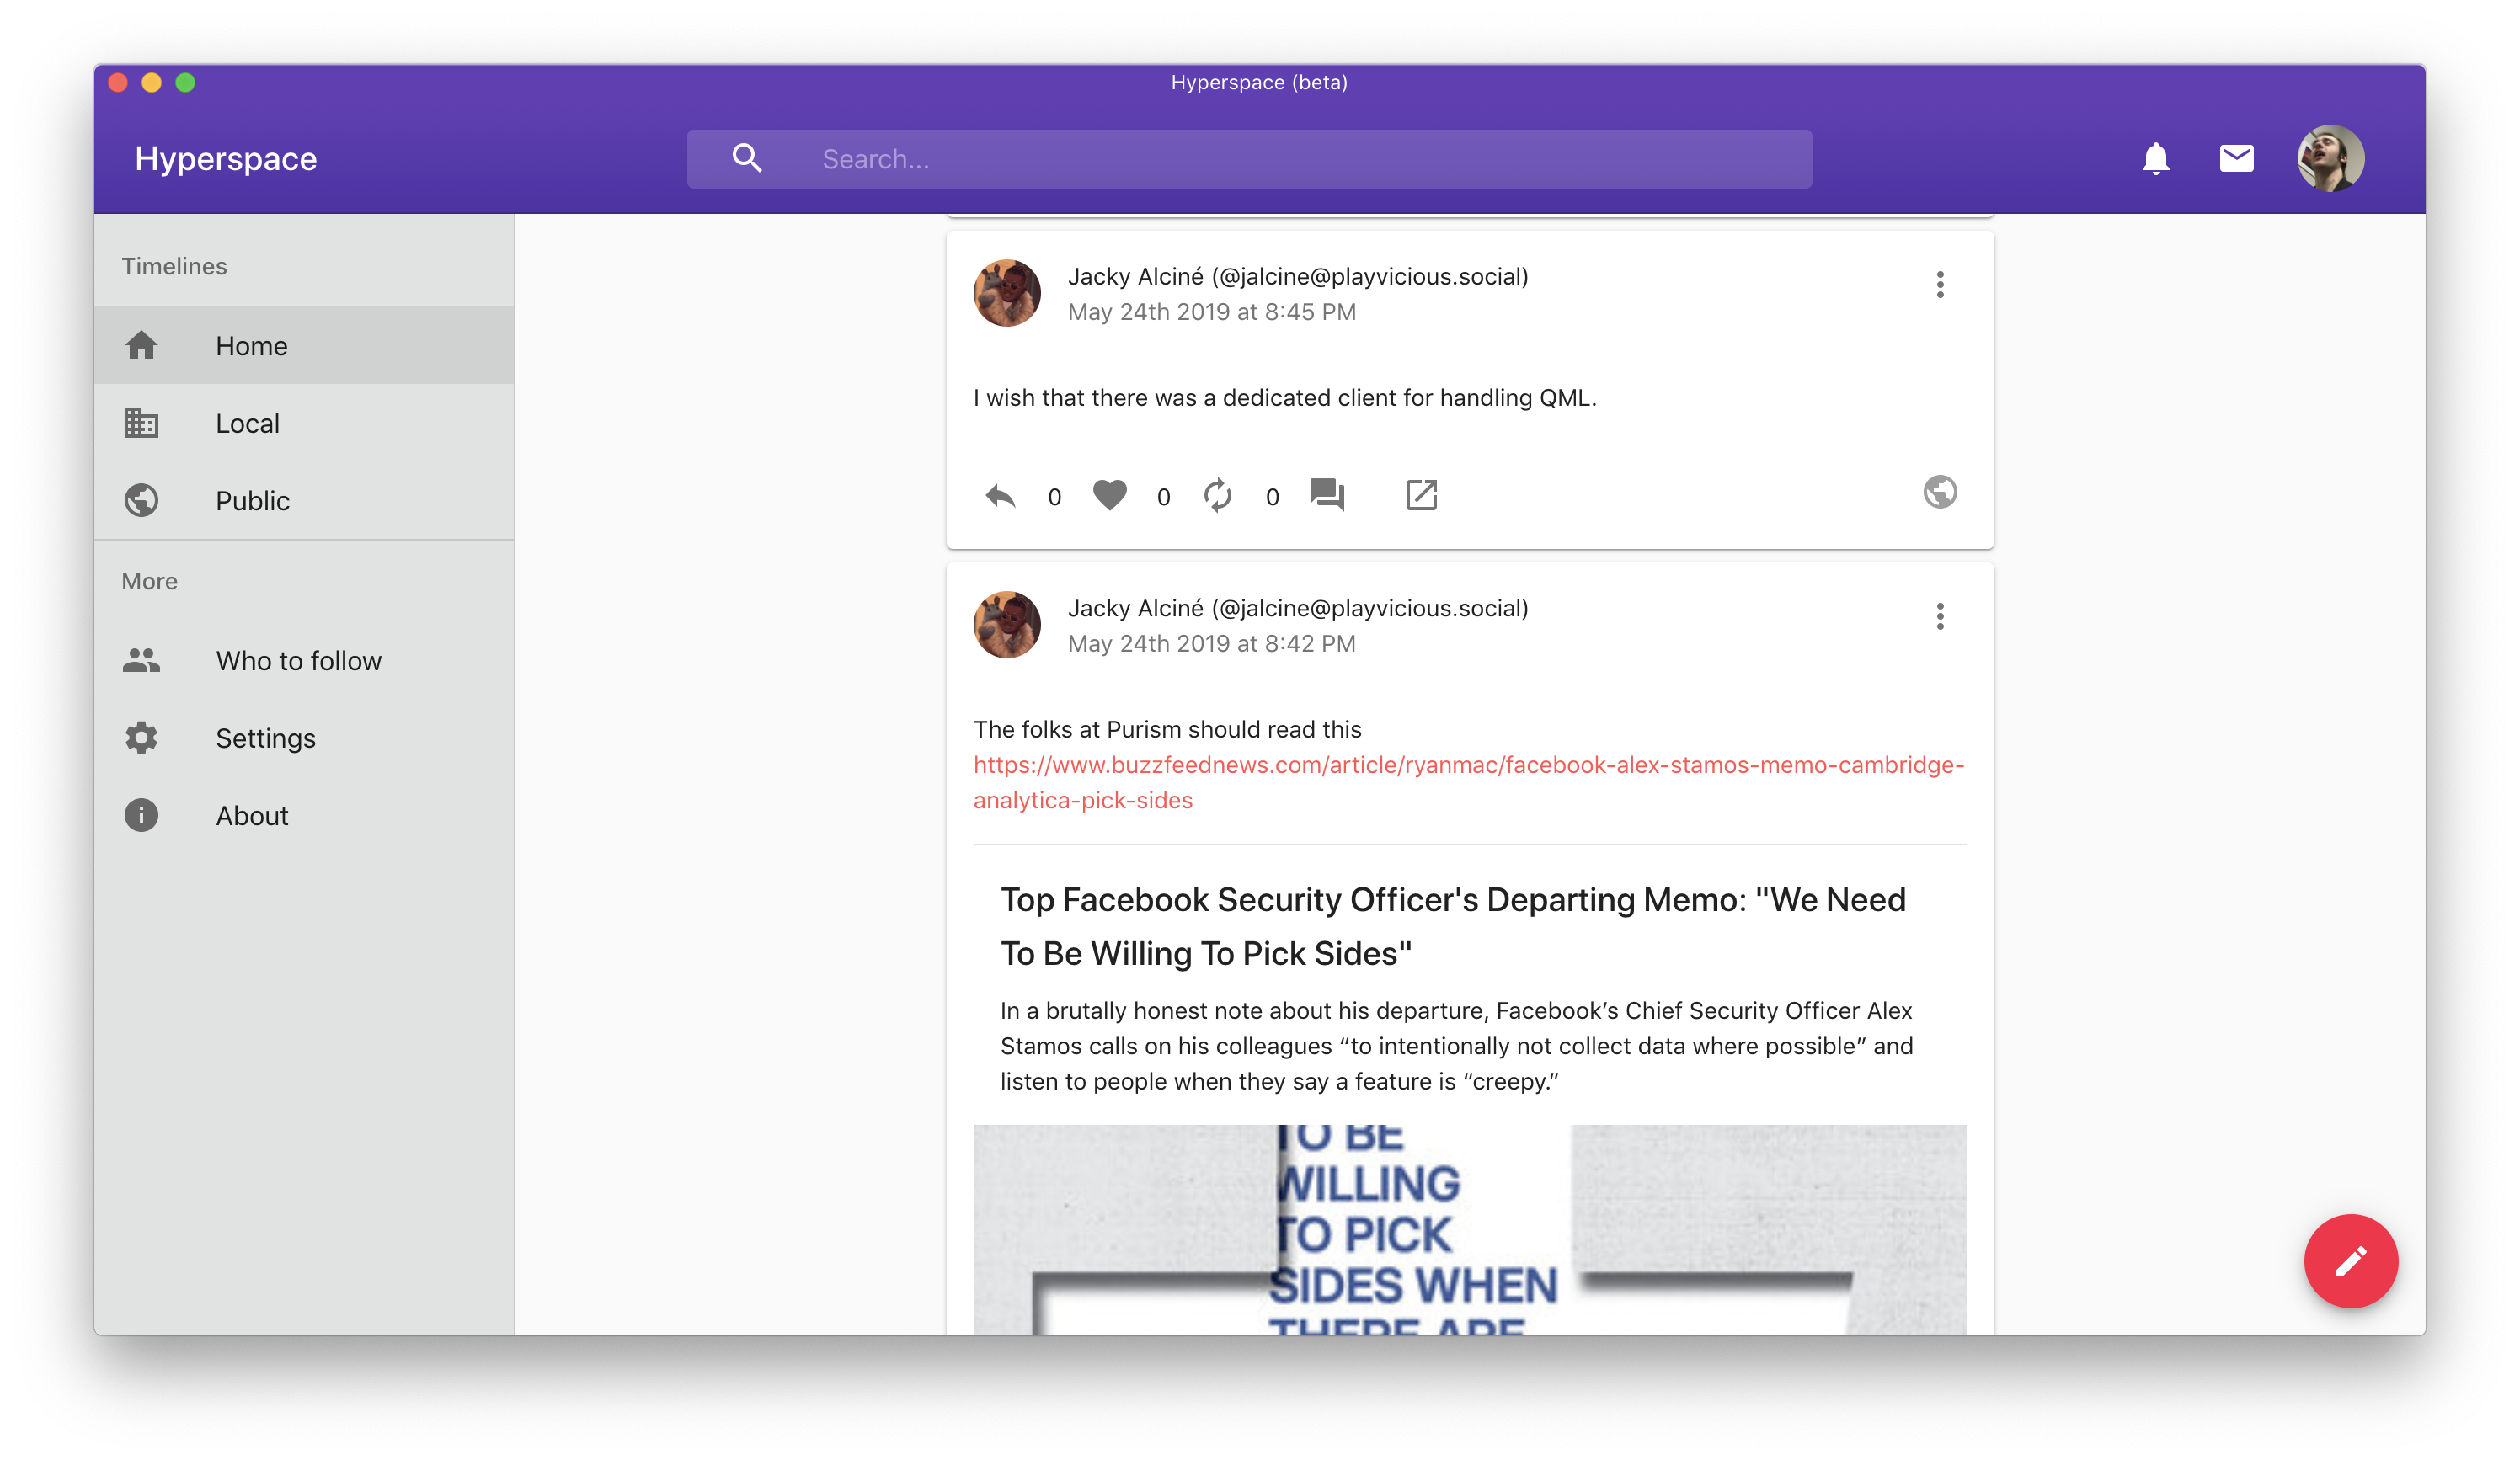 Hyperspace (beta)
Hyperspace
Search...
Timelines
Home
Local
Public
More
Who to follow
Settings
About
Jacky Alciné (@jalcine@playvicious.social)
May 24th 2019 at 8:45 PM
I wish that there was a dedicated client for handling QML.
0 0 0
Jacky Alciné (@jalcine@playvicious.social)
May 24th 2019 at 8:42 PM
The folks at Purism should read this
https://www.buzzfeednews.com/article/ryanmac/facebook-alex-stamos-memo-cambridge-
analytica-pick-sides
Top Facebook Security Officer's Departing Memo: "We Need
To Be Willing To Pick Sides"
In a brutally honest note about his departure, Facebook’s Chief Security Officer Alex
Stamos calls on his colleagues “to intentionally not collect data where possible” and
listen to people when they say a feature is “creepy.”
TO BE
WILLING
TO PICK
SIDES WHEN
THERE ARE